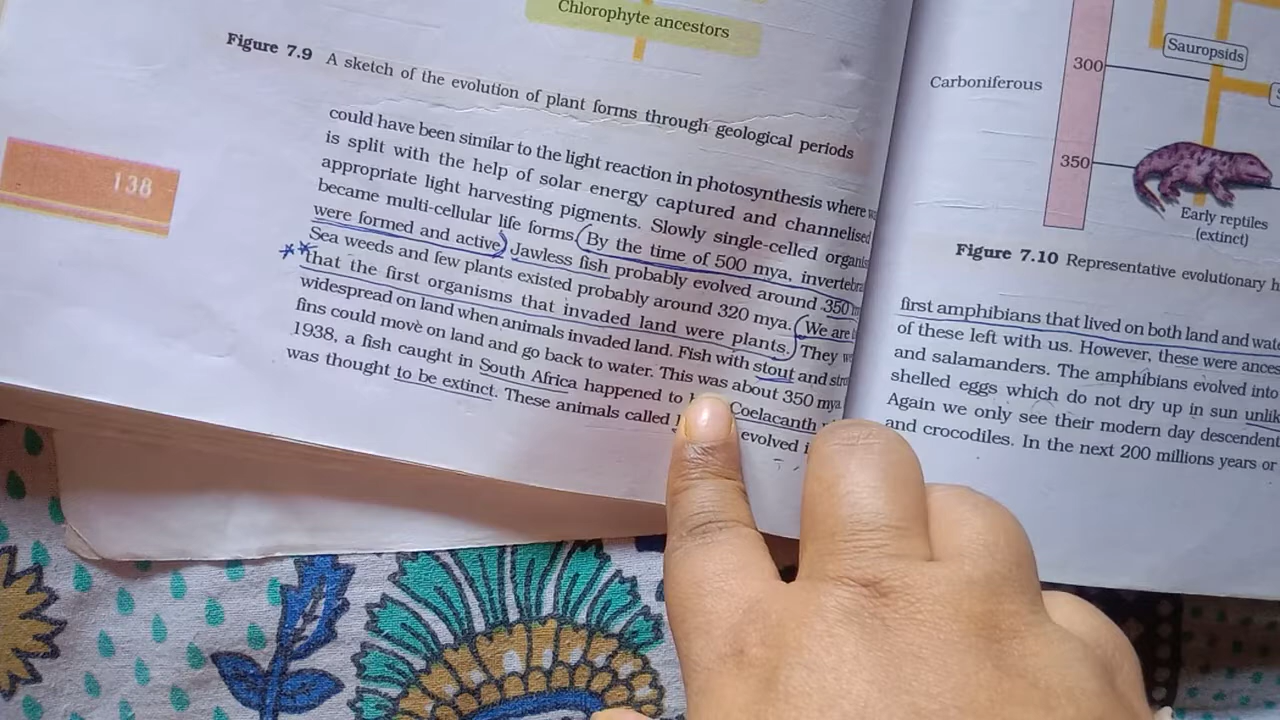 Chlorophyte ancestors
Figure 7.9 A sketch of the evolution of plant forms through geological periods
138
could have been similar to the light reaction in photosynthesis where
is split with the help of solar energy captured and channelised
appropriate light harvesting pigments. Slowly single-celled
became multi-cellular life forms. By the time of 500 mya,
were formed and active. Jawless fish probably evolved around 350
Sea weeds and few plants existed probably around 320 mya. We are
that the first organisms that invaded land were plants. They
widespread on land when animals invaded land. Fish with stout and
fins could move on land and go back to water. This was about 350 mya
1938, a fish caught in South Africa happened to Coelacanth
was thought to be extinct. These animals called evolved
Carboniferous
300
350
Sauropsids
Early reptiles
(extinct)
Figure 7.10 Representative evolutionary
first amphibians that lived on both land and
of these left with us. However, these were
and salamanders. The amphibians evolved into
shelled eggs which do not dry up in sun
Again we only see their modern day
and crocodiles. In the next 200 millions years or